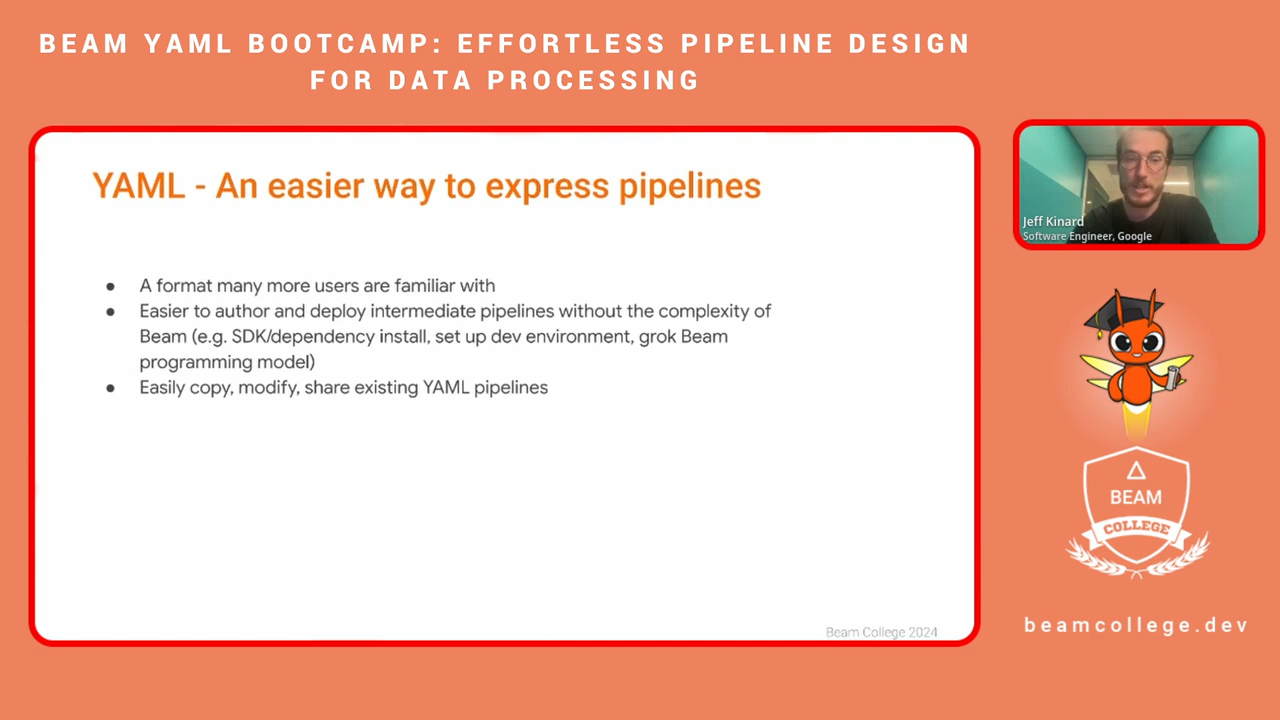 BEAM YAML BOOTCAMP: EFFORTLESS PIPELINE DESIGN
FOR DATA PROCESSING
YAML - An easier way to express pipelines
● A format many more users are familiar with
● Easier to author and deploy intermediate pipelines without the complexity of
Beam (e.g. SDK/dependency install, set up dev environment, grok Beam
programming model)
● Easily copy, modify, share existing YAML pipelines
Beam College 2024
Jeff Kinard
Software Engineer, Google
BEAM
COLLEGE
beamcollege.dev